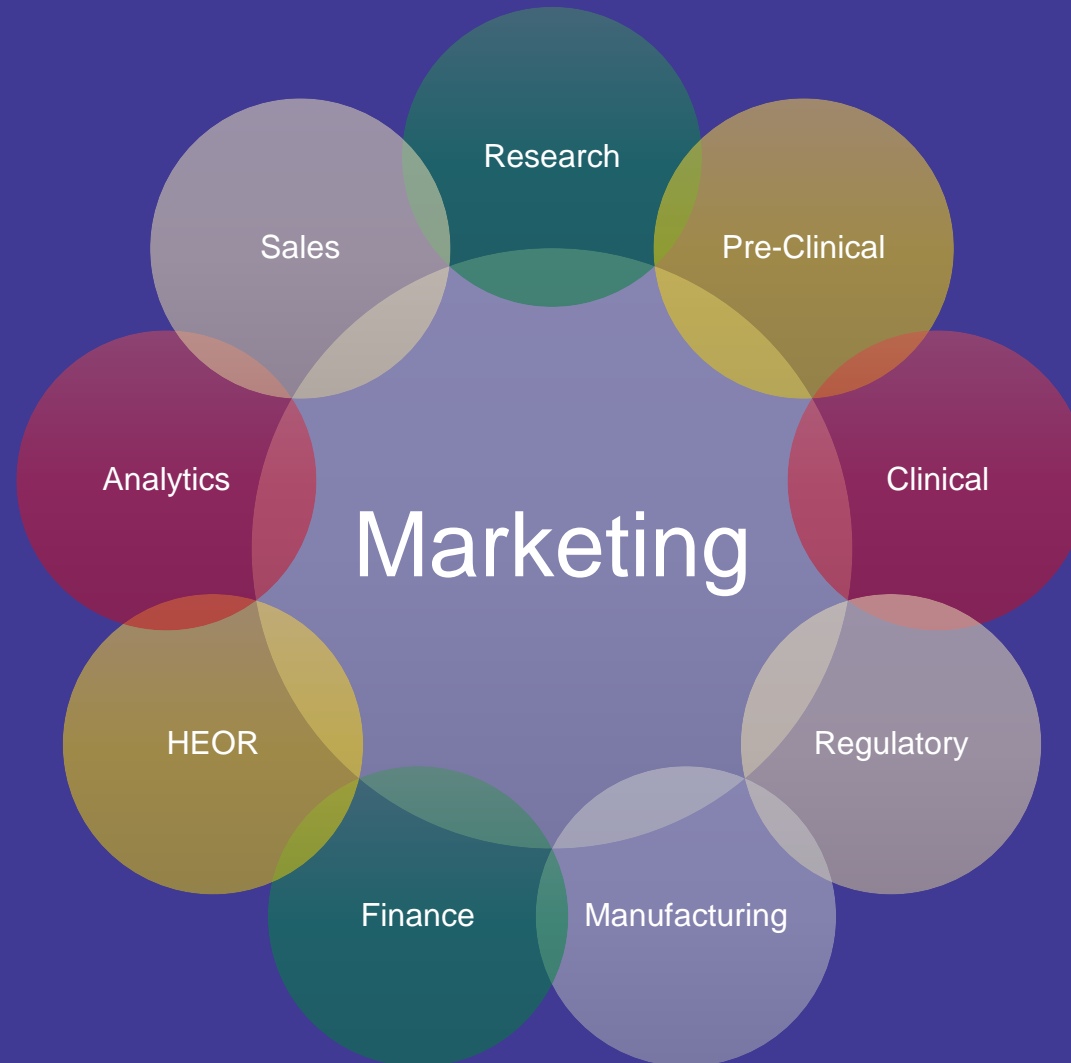 Research
Pre-Clinical
Clinical
Regulatory
Manufacturing
Finance
HEOR
Analytics
Sales
Marketing